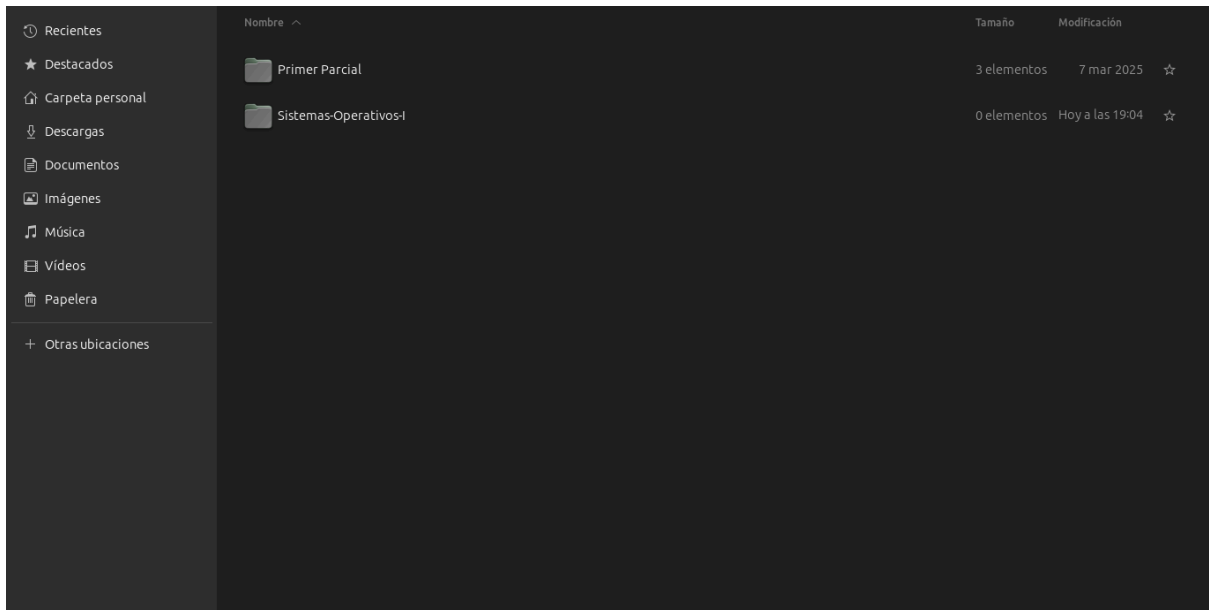 Recientes
Destacados
Carpeta personal
Descargas
Documentos
Imágenes
Música
Vídeos
Papelera
Otras ubicaciones
Nombre Tamaño Modificación
Primer Parcial 3 elementos 7 mar 2025
Sistemas-Operativos-I 0 elementos Hoy a las 19:04